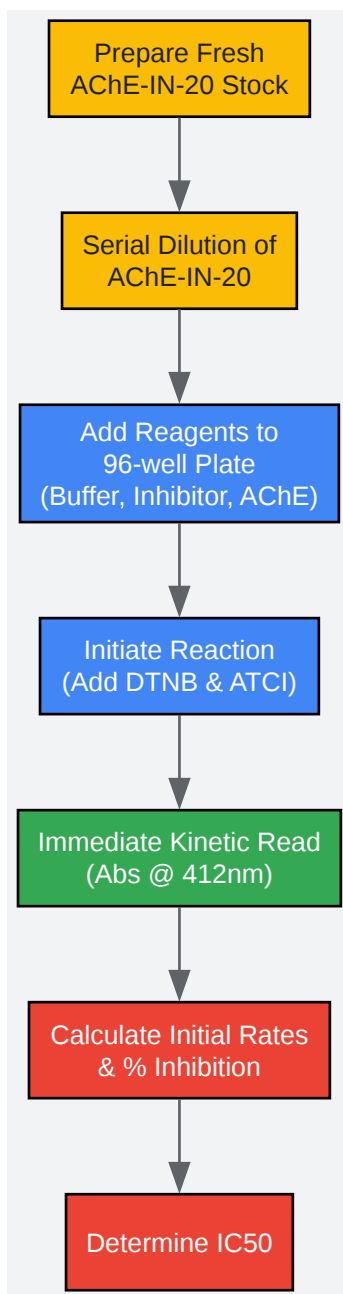 Prepare Fresh
AChE-IN-20 Stock
Serial Dilution of
AChE-IN-20
Add Reagents to
96-well Plate
(Buffer, Inhibitor, AChE)
Initiate Reaction
(Add DTNB & ATCI)
Immediate Kinetic Read
(Abs @ 412nm)
Calculate Initial Rates
& % Inhibition
Determine IC50